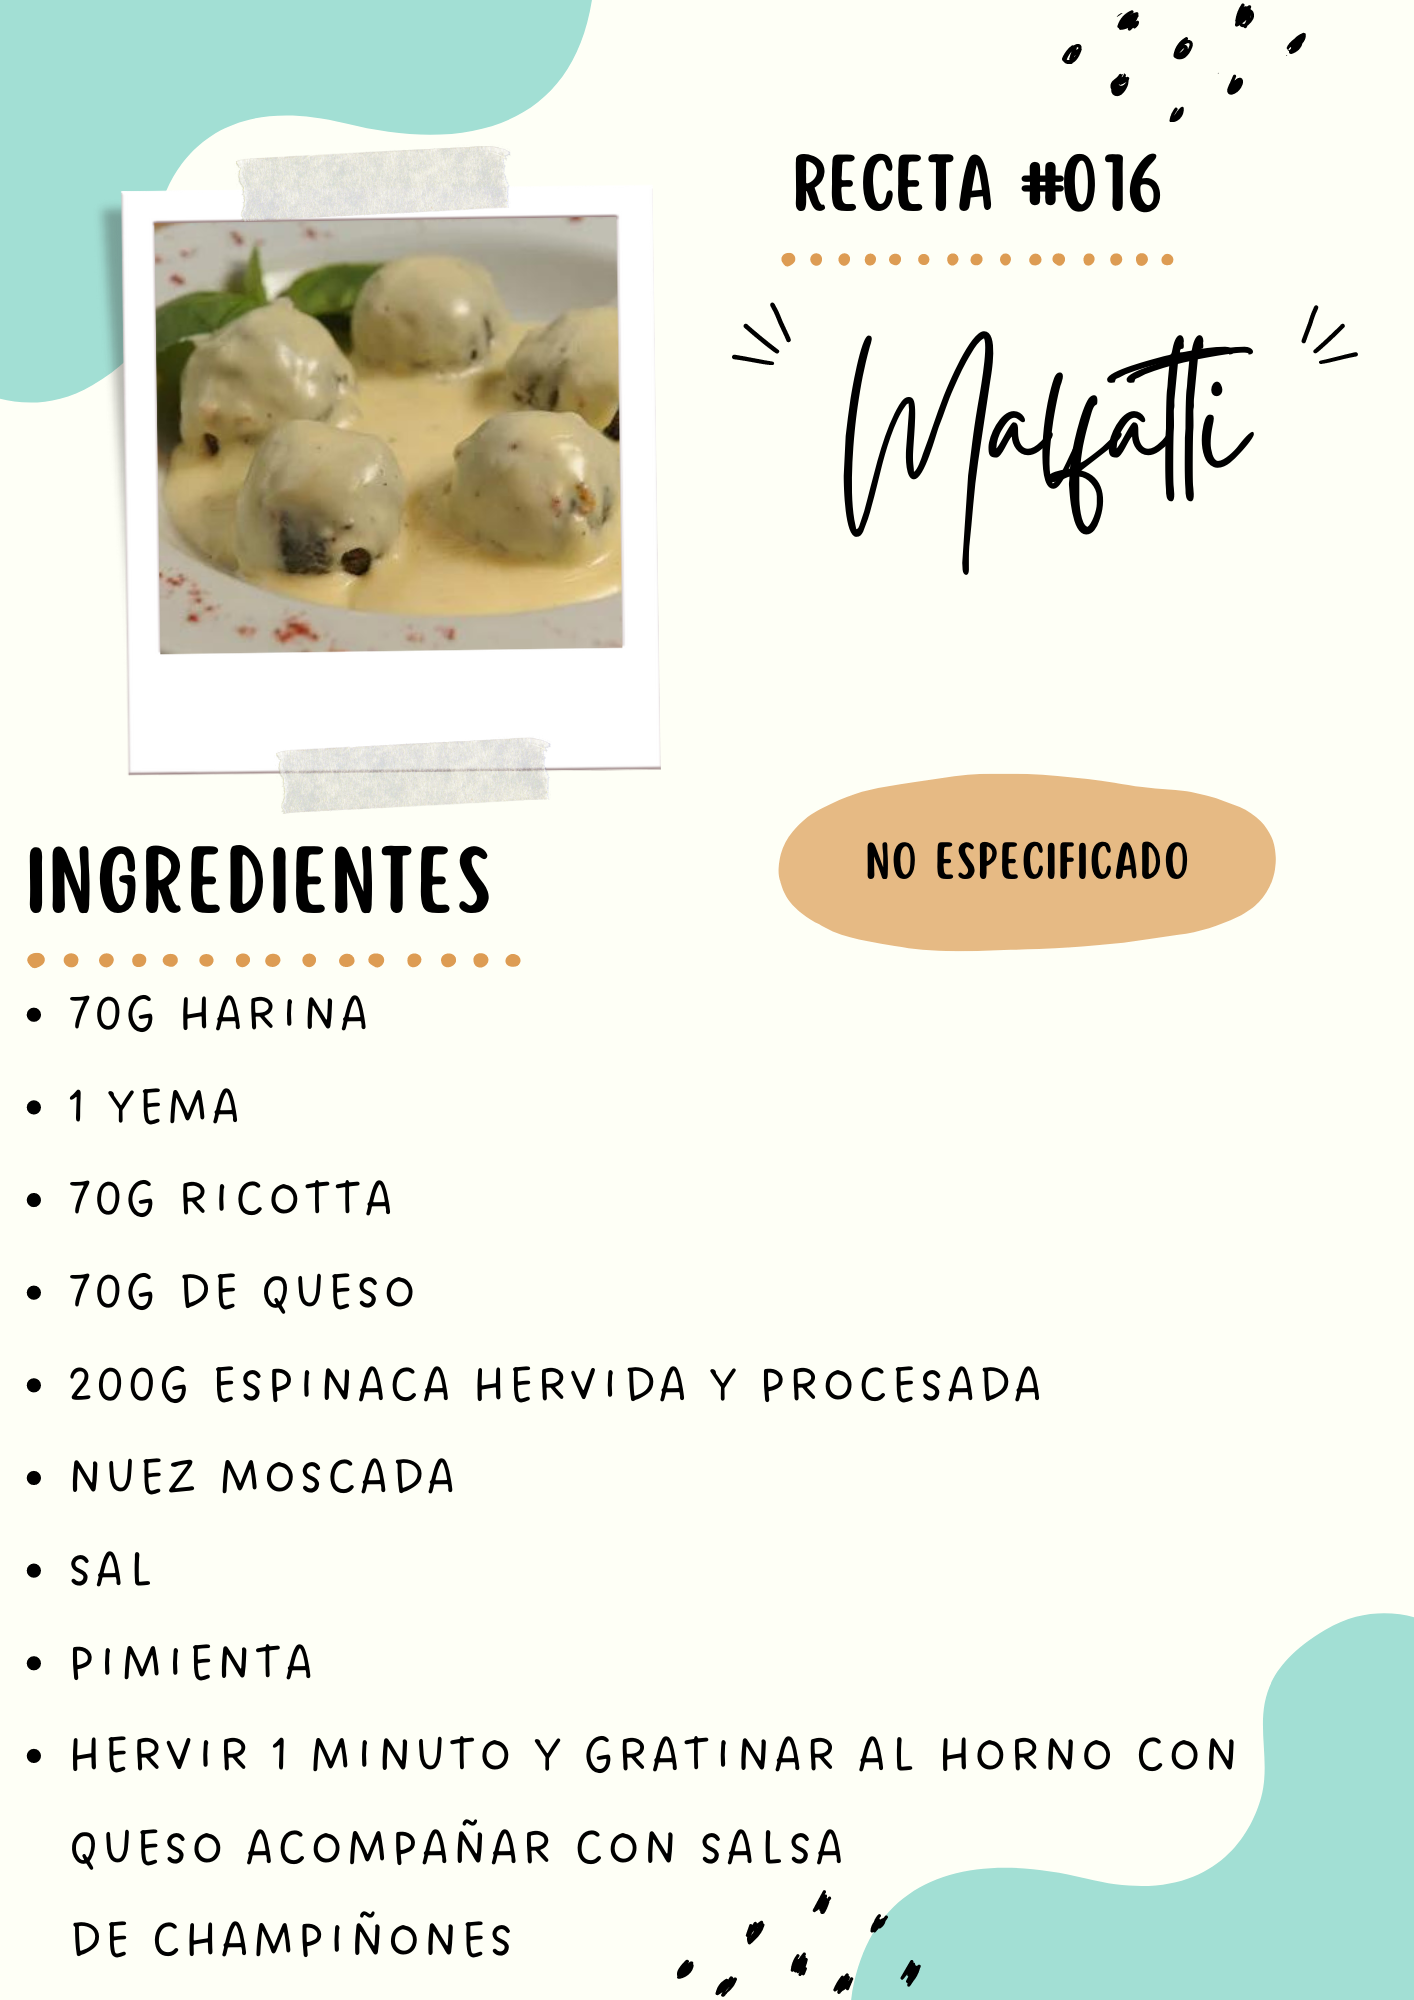 RECETA #016
Malfatti
NO ESPECIFICADO
INGREDIENTES
• 70G HARINA
• 1 YEMA
• 70G RICOTTA
• 70G DE QUESO
• 200G ESPINACA HERVIDA Y PROCESADA
• NUEZ MOSCADA
• SAL
• PIMIENTA
• HERVIR 1 MINUTO Y GRATINAR AL HORNO CON
QUESO ACOMPAÑAR CON SALSA
DE CHAMPIÑONES